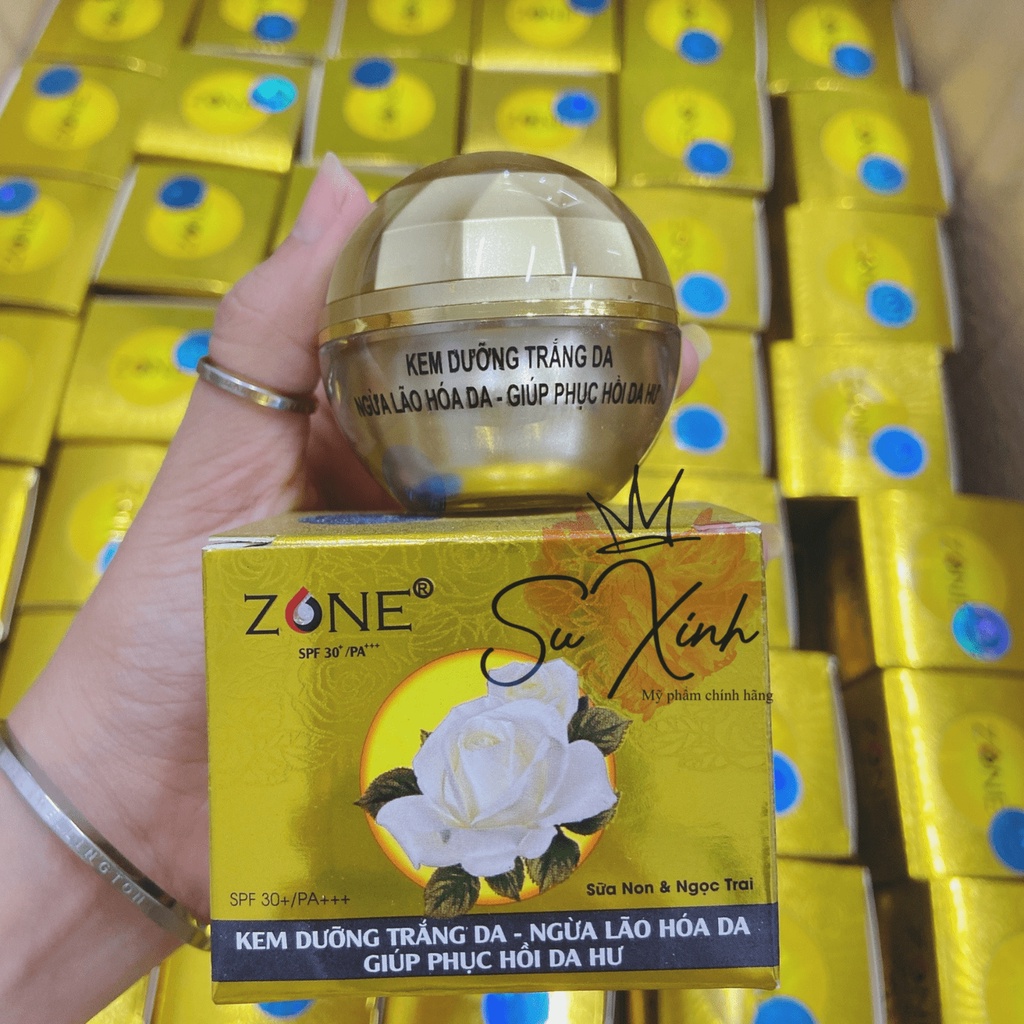 KEM DƯỠNG TRẮNG DA
NGỪA LÃO HÓA DA - GIÚP PHỤC HỒI DA HƯ
ZONE®
SPF 30+/PA+++
Su Xinh
Mỹ phẩm chính hãng
SPF 30+/PA+++
Sữa Non & Ngọc Trai
KEM DƯỠNG TRẮNG DA - NGỪA LÃO HÓA DA
GIÚP PHỤC HỒI DA HƯ
ZONE
ZONE